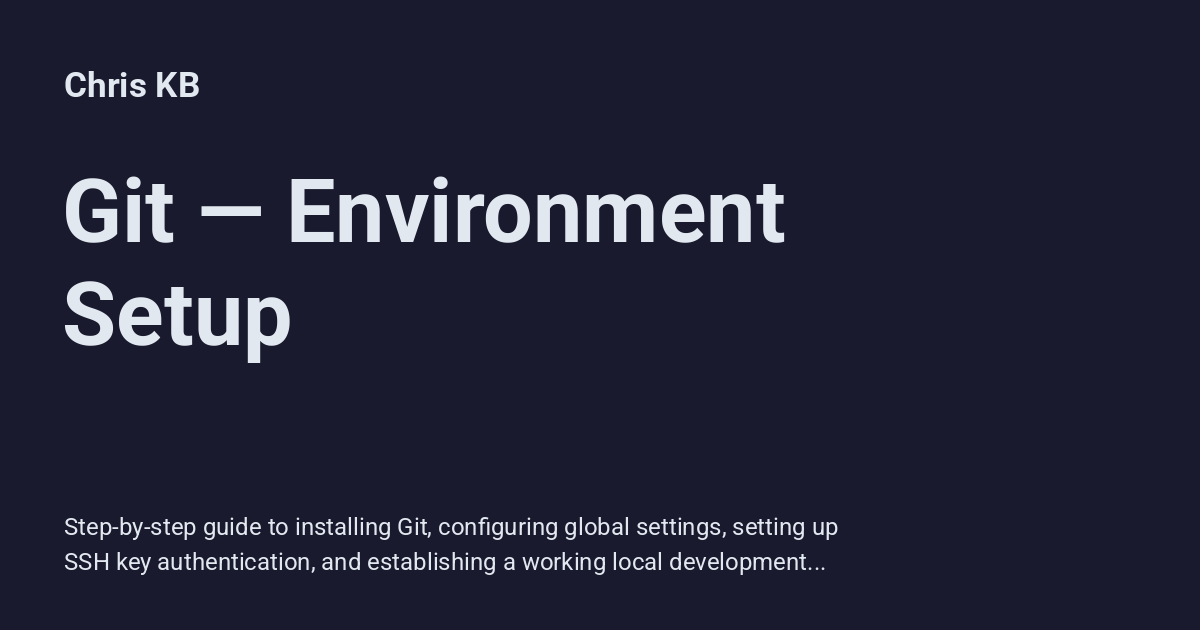 Chris KB
Git — Environment
Setup
Step-by-step guide to installing Git, configuring global settings, setting up
SSH key authentication, and establishing a working local development...